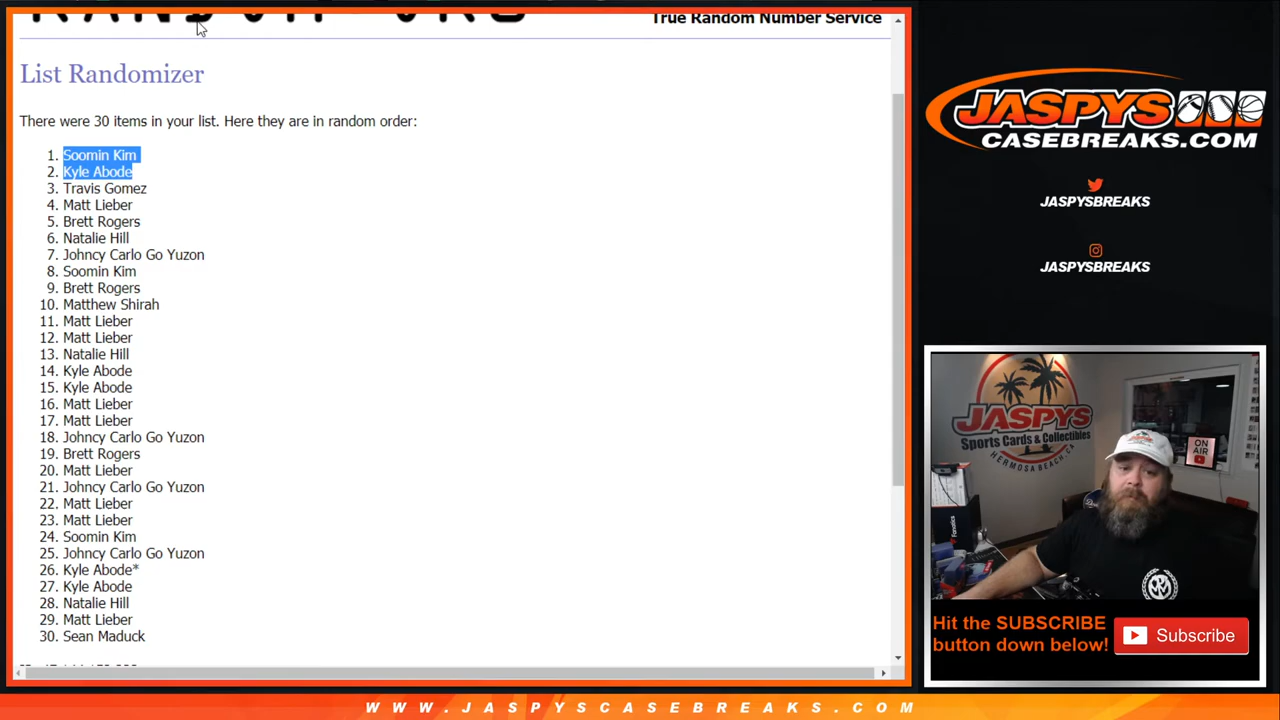 RANDOM.ORG
True Random Number Service
List Randomizer
There were 30 items in your list. Here they are in random order:
1. Soomin Kim
2. Kyle Abode
3. Travis Gomez
4. Matt Lieber
5. Brett Rogers
6. Natalie Hill
7. Johncy Carlo Go Yuzon
8. Soomin Kim
9. Brett Rogers
10. Matthew Shirah
11. Matt Lieber
12. Matt Lieber
13. Natalie Hill
14. Kyle Abode
15. Kyle Abode
16. Matt Lieber
17. Matt Lieber
18. Johncy Carlo Go Yuzon
19. Brett Rogers
20. Matt Lieber
21. Johncy Carlo Go Yuzon
22. Matt Lieber
23. Matt Lieber
24. Soomin Kim
25. Johncy Carlo Go Yuzon
26. Kyle Abode*
27. Kyle Abode
28. Natalie Hill
29. Matt Lieber
30. Sean Maduck
JASPYS
CASEBREAKS.COM
JASPYSBREAKS
JASPYSBREAKS
JASPYS
Sports Cards & Collectibles
HERMOSA BEACH, CA
ON
AIR
Fanatics
Hit the SUBSCRIBE
button down below!
Subscribe
WWW.JASPYSCASEBREAKS.COM